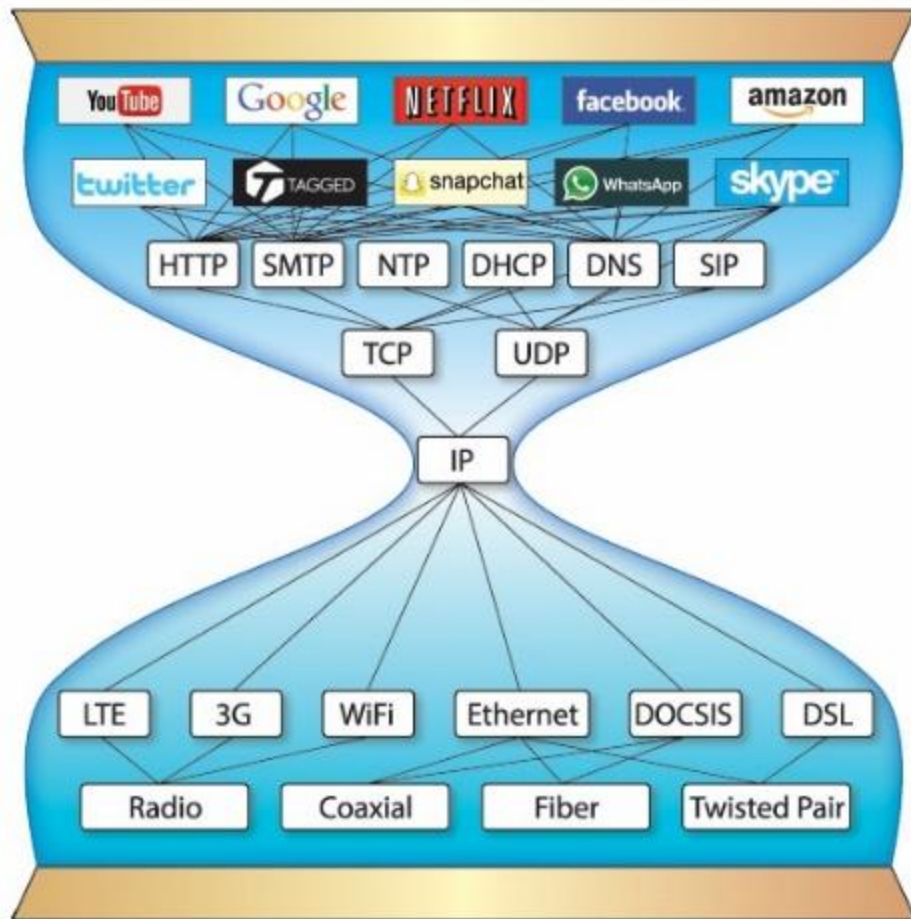 YouTube Google NETFLIX facebook amazon
twitter TAGGED snapchat WhatsApp skype
HTTP SMTP NTP DHCP DNS SIP
TCP UDP
IP
LTE 3G WiFi Ethernet DOCSIS DSL
Radio Coaxial Fiber Twisted Pair